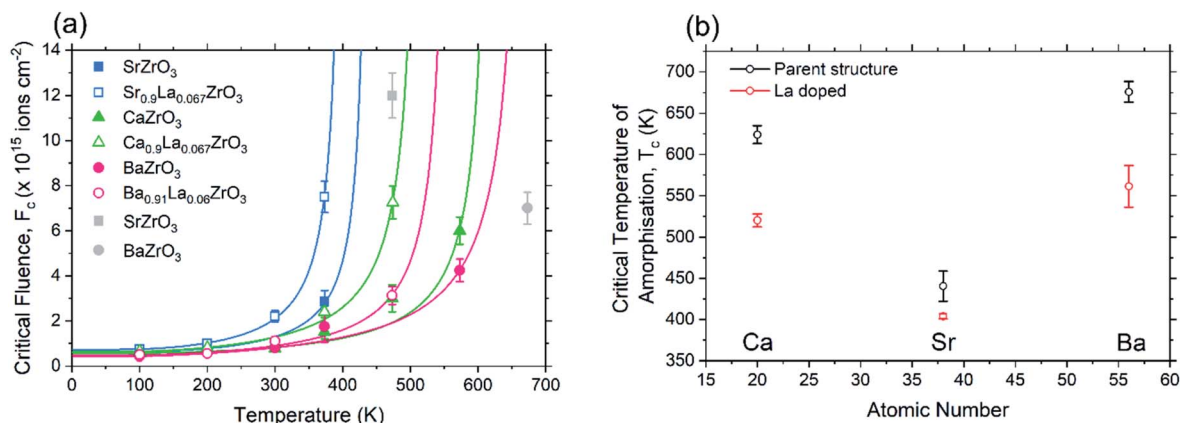 (a)
14
12
10
8
6
4
2
0
Critical Fluence, F_c (x 10^15 ions cm^-2)
SrZrO₃
Sr₀.₉La₀.₀₆₇ZrO₃
CaZrO₃
Ca₀.₉La₀.₀₆₇ZrO₃
BaZrO₃
Ba₀.₉₁La₀.₀₆ZrO₃
SrZrO₃
BaZrO₃
0 100 200 300 400 500 600 700
Temperature (K)
(b)
700
650
600
550
500
450
400
350
Critical Temperature of
Amorphisation, T_c (K)
Parent structure
La doped
Ca Sr Ba
15 20 25 30 35 40 45 50 55 60
Atomic Number